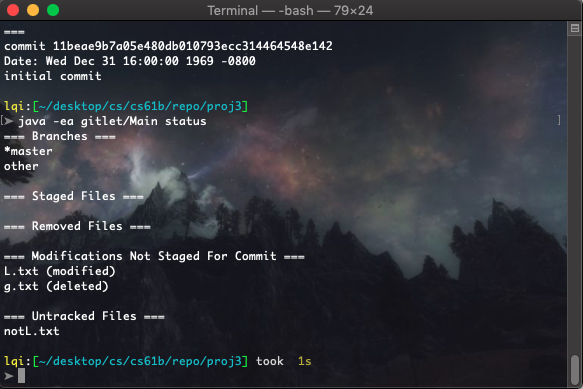 Terminal — -bash — 79×24
===
commit 11beae9b7a05e480db010793ecc314464548e142
Date: Wed Dec 31 16:00:00 1969 -0800
initial commit
lqi:[~/desktop/cs/cs61b/repo/proj3]
➤ java -ea gitlet/Main status
=== Branches ===
*master
other
=== Staged Files ===
=== Removed Files ===
=== Modifications Not Staged For Commit ===
L.txt (modified)
g.txt (deleted)
=== Untracked Files ===
notL.txt
lqi:[~/desktop/cs/cs61b/repo/proj3] took  1s
➤